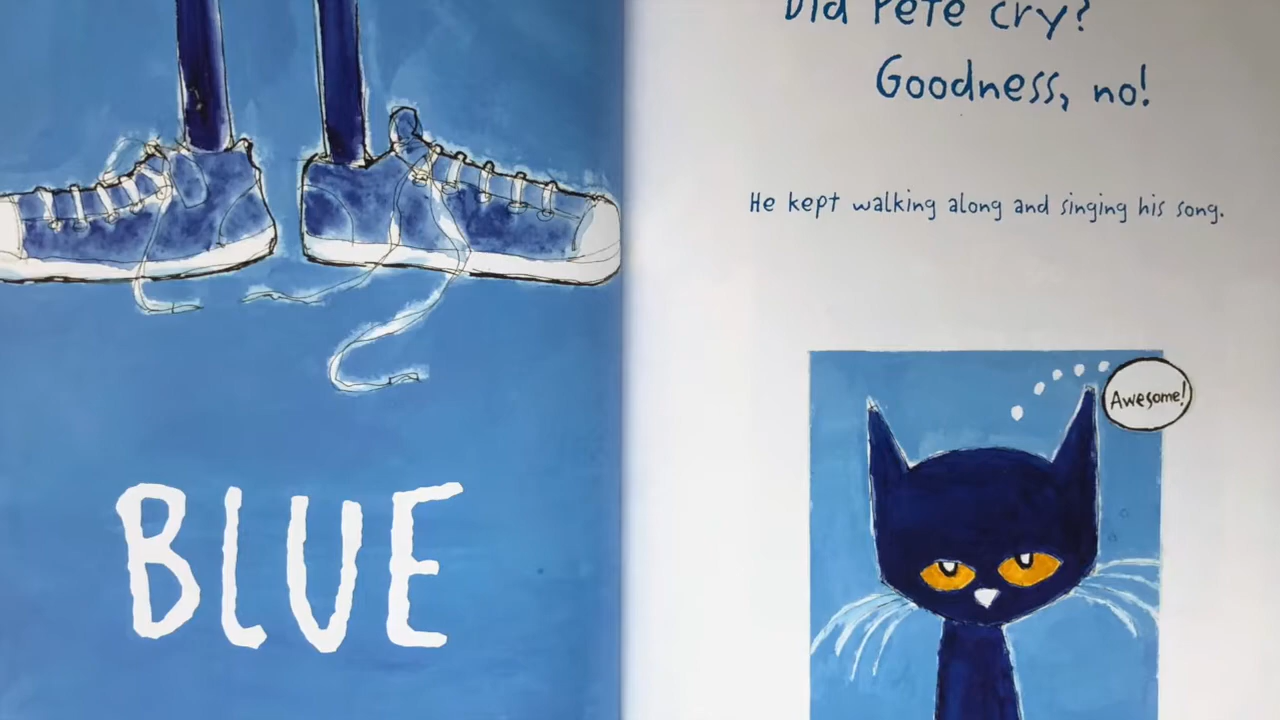 BLUE
Did Pete cry?
Goodness, no!
He kept walking along and singing his song.
Awesome!